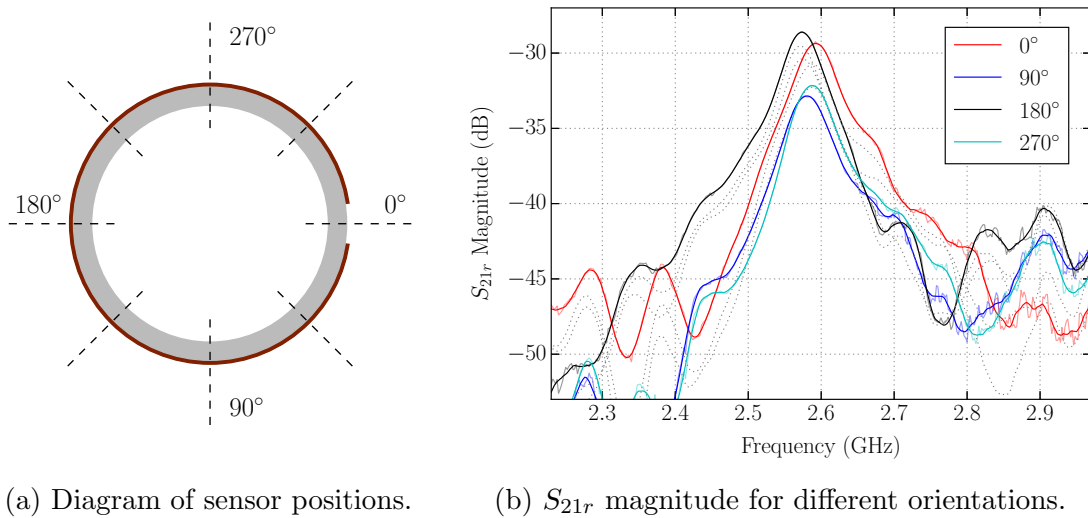 270°
180°
0°
90°
−30
−35
−40
−45
−50
S21r Magnitude (dB)
0°
90°
180°
270°
2.3 2.4 2.5 2.6 2.7 2.8 2.9
Frequency (GHz)
(a) Diagram of sensor positions.
(b) S21r magnitude for different orientations.